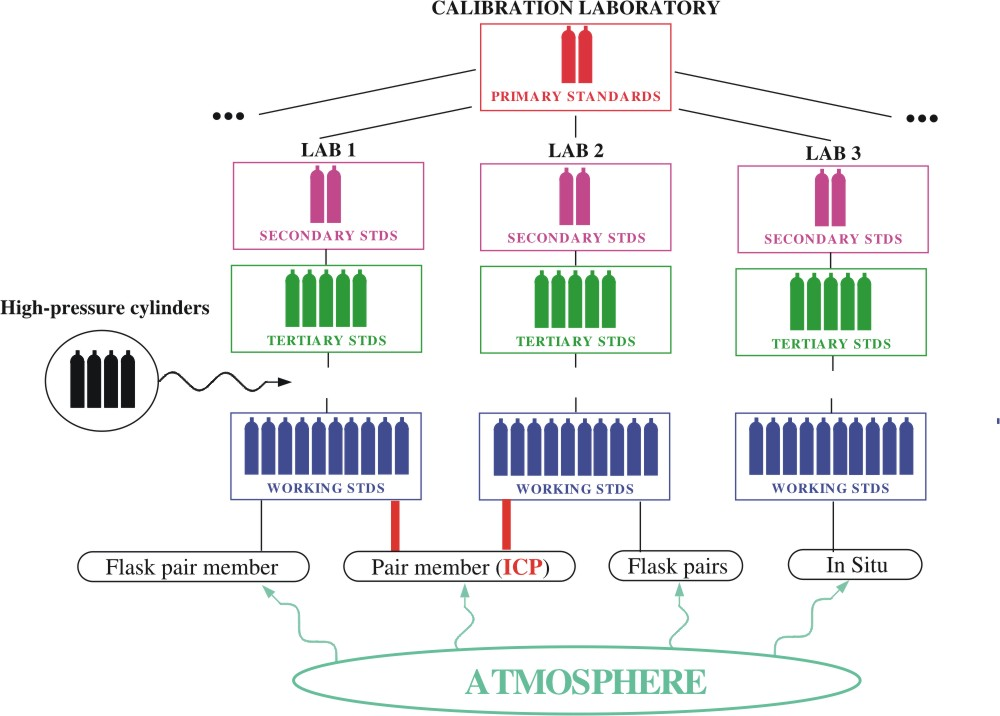 CALIBRATION LABORATORY
PRIMARY STANDARDS
LAB 1
LAB 2
LAB 3
SECONDARY STDS
SECONDARY STDS
SECONDARY STDS
TERTIARY STDS
TERTIARY STDS
TERTIARY STDS
High-pressure cylinders
WORKING STDS
WORKING STDS
WORKING STDS
Flask pair member
Pair member (ICP)
Flask pairs
In Situ
ATMOSPHERE